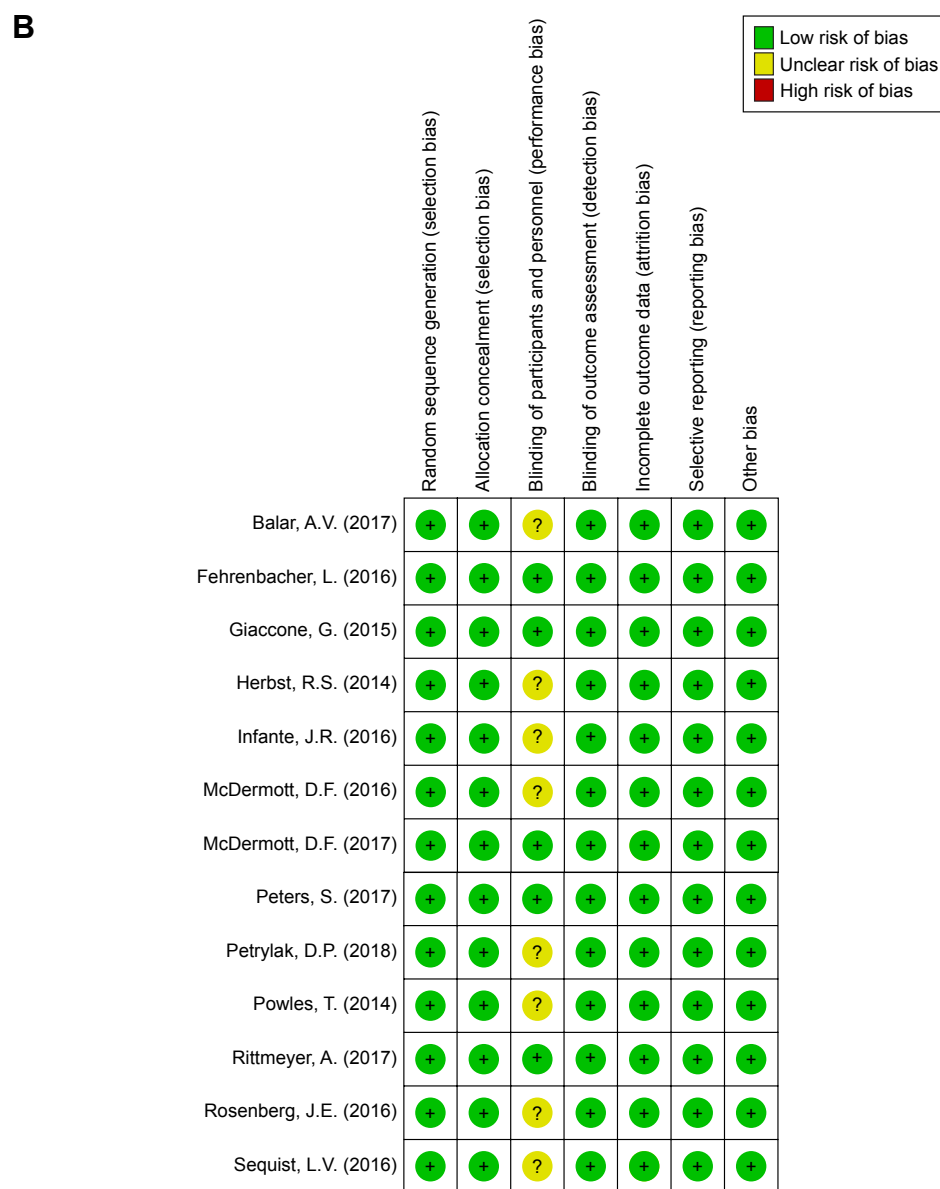 B
Low risk of bias
Unclear risk of bias
High risk of bias
Random sequence generation (selection bias)
Allocation concealment (selection bias)
Blinding of participants and personnel (performance bias)
Blinding of outcome assessment (detection bias)
Incomplete outcome data (attrition bias)
Selective reporting (reporting bias)
Other bias
Balar, A.V. (2017) + + ? + + + +
Fehrenbacher, L. (2016) + + + + + + +
Giaccone, G. (2015) + + + + + + +
Herbst, R.S. (2014) + + ? + + + +
Infante, J.R. (2016) + + ? + + + +
McDermott, D.F. (2016) + + ? + + + +
McDermott, D.F. (2017) + + + + + + +
Peters, S. (2017) + + + + + + +
Petrylak, D.P. (2018) + + ? + + + +
Powles, T. (2014) + + ? + + + +
Rittmeyer, A. (2017) + + + + + + +
Rosenberg, J.E. (2016) + + ? + + + +
Sequist, L.V. (2016) + + ? + + + +